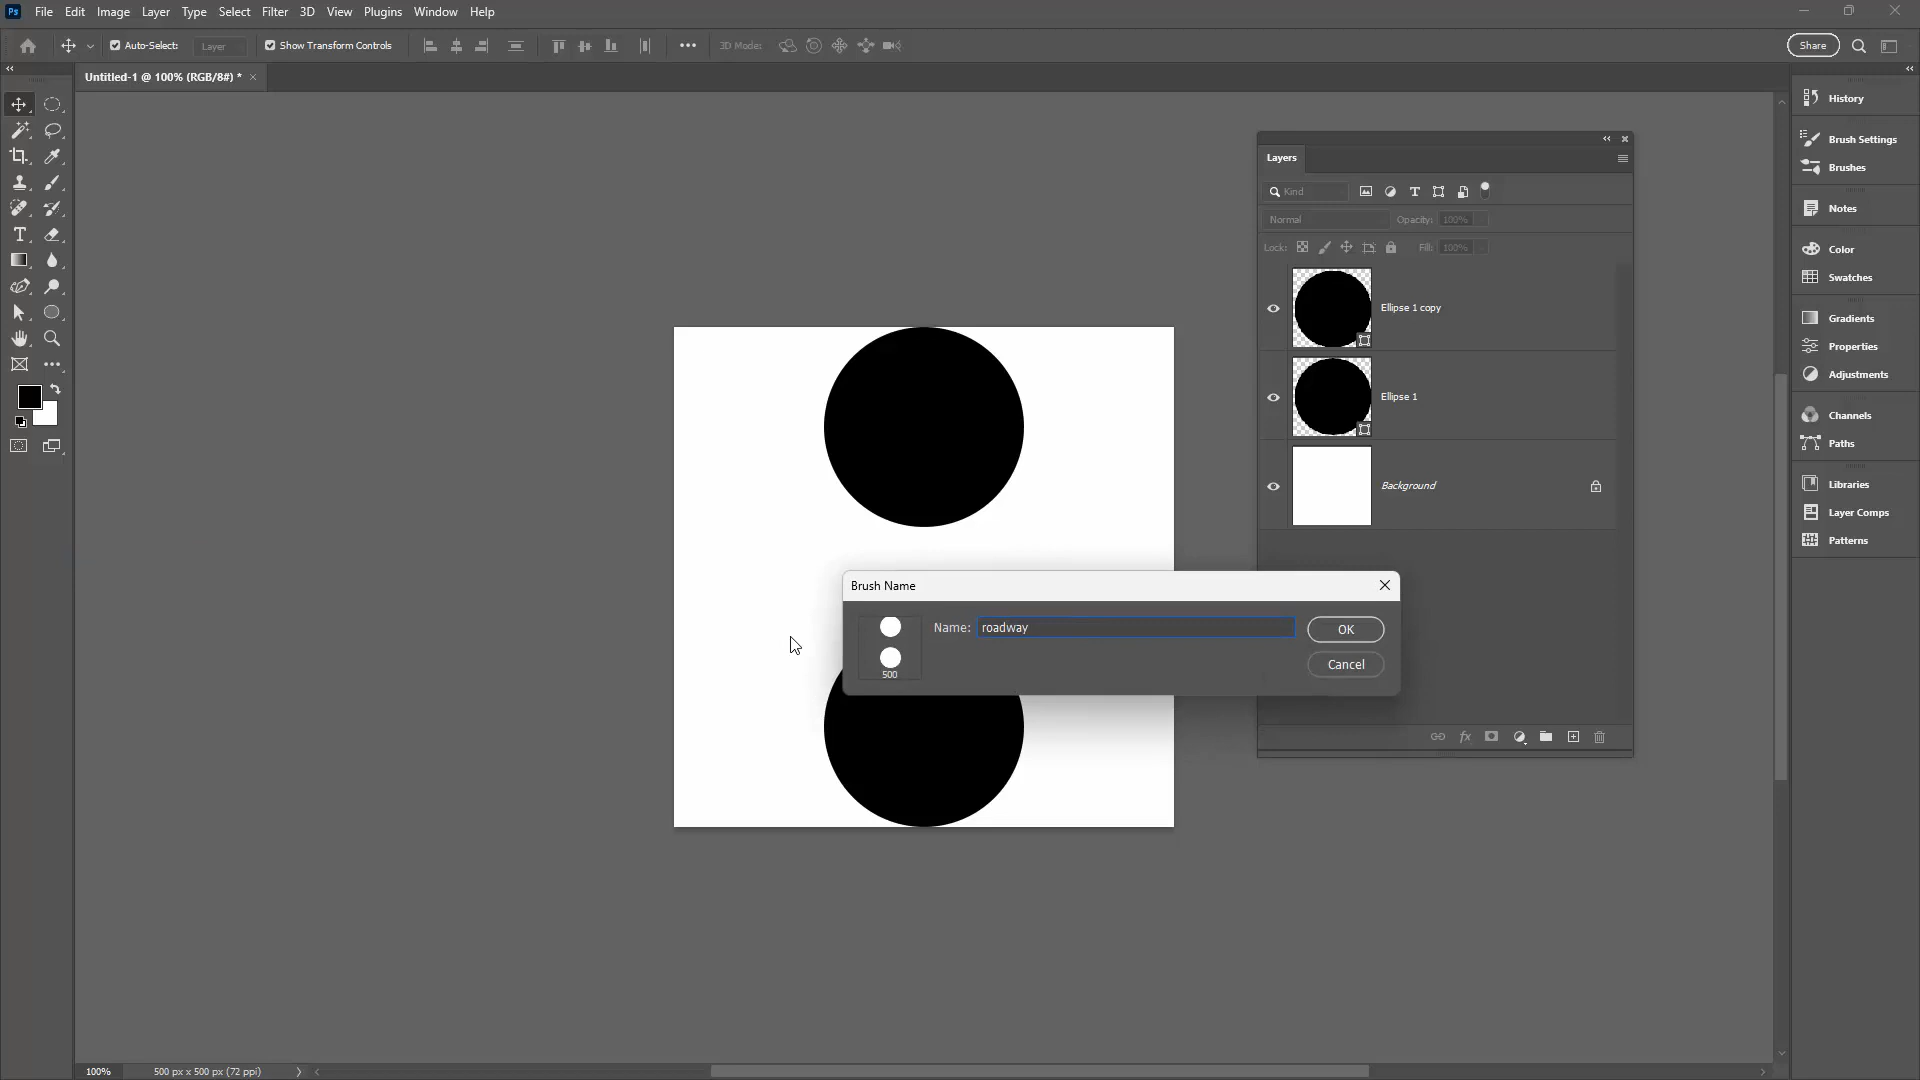 Ps File Edit Image Layer Type Select Filter 3D View Plugins Window Help
Auto-Select: Layer Show Transform Controls 3D Mode: Share
Untitled-1 @ 100% (RGB/8#) *
History
Brush Settings
Brushes
Notes
Color
Swatches
Gradients
Properties
Adjustments
Channels
Paths
Libraries
Layer Comps
Patterns
Layers
Kind
Normal Opacity: 100%
Lock: Fill: 100%
Ellipse 1 copy
Ellipse 1
Background
Brush Name
Name: roadway OK
500 Cancel
100% 500 px x 500 px (72 ppi)